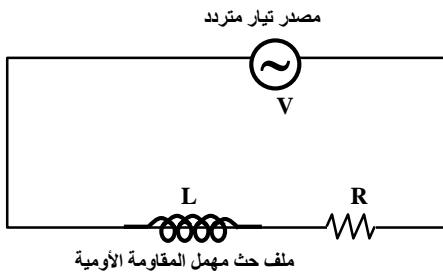 مصدر تيار متردد
V
L
R
ملف حث مهمل المقاومة الأومية